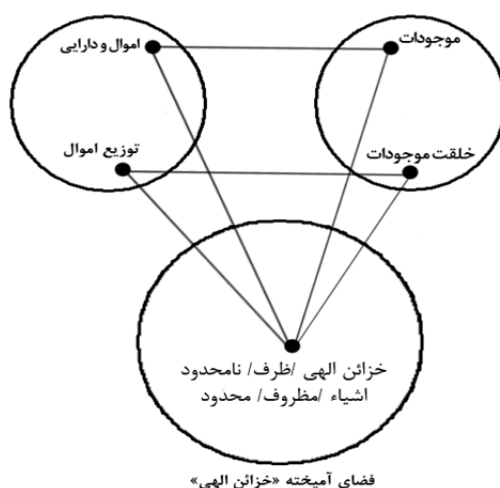 موجودات
اموال و دارایی
خلقت موجودات
توزیع اموال
خزائن الهی /ظرف/ نامحدود
اشیاء /مظروف/ محدود
فضای آمیخته «خزائن الهی»